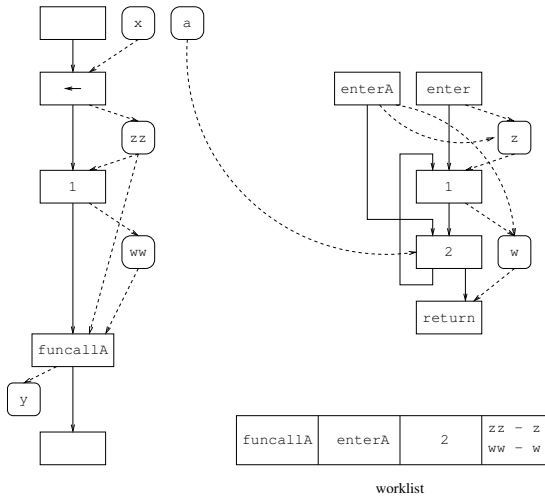 x
a
←
enterA
enter
zz
z
1
1
ww
2
w
funcallA
return
y
funcallA
enterA
2
zz - z
ww - w
worklist